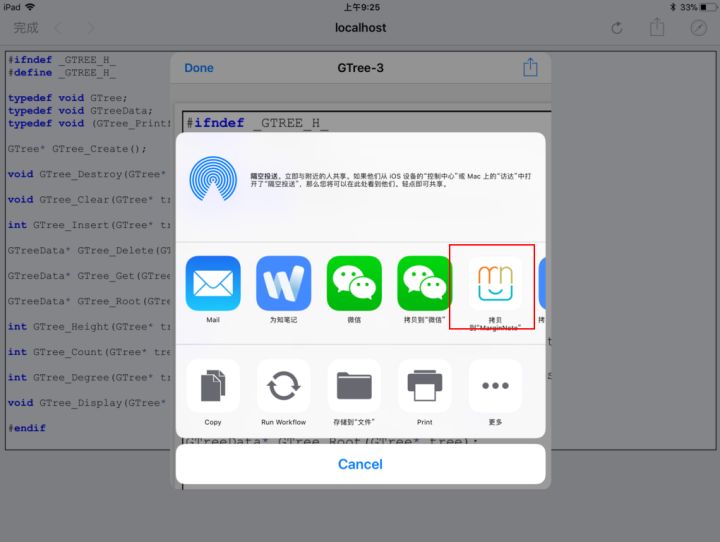 iPad
上午9:25
33%
完成
localhost
#ifndef _GTREE_H_
#define _GTREE_H_
typedef void GTree;
typedef void GTreeData;
typedef void (GTree_Print
GTree* GTree_Create();
void GTree_Destroy(GTree*
void GTree_Clear(GTree* t
int GTree_Insert(GTree* t
GTreeData* GTree_Delete(G
GTreeData* GTree_Get(GTree
GTreeData* GTree_Root(GTre
int GTree_Height(GTree* t
int GTree_Count(GTree* tre
int GTree_Degree(GTree* t
void GTree_Display(GTree*
#endif
Done
GTree-3
#ifndef _GTREE_H_
隔空投送。立即与附近的人共享。如果他们从 iOS 设备的“控制中心”或 Mac 上的“访达”中打
开了“隔空投送”，那么您将可以在此处看到他们。轻点即可共享。
Mail
为知笔记
微信
拷贝到“微信”
拷贝
到“MarginNote”
拷
Copy
Run Workflow
存储到“文件”
Print
更多
GTreeData* GTree_Root(GTree* tree);
Cancel